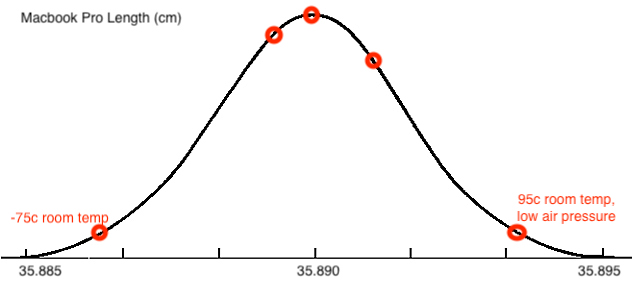 Macbook Pro Length (cm)
-75c room temp
95c room temp,
low air pressure
35.885
35.890
35.895